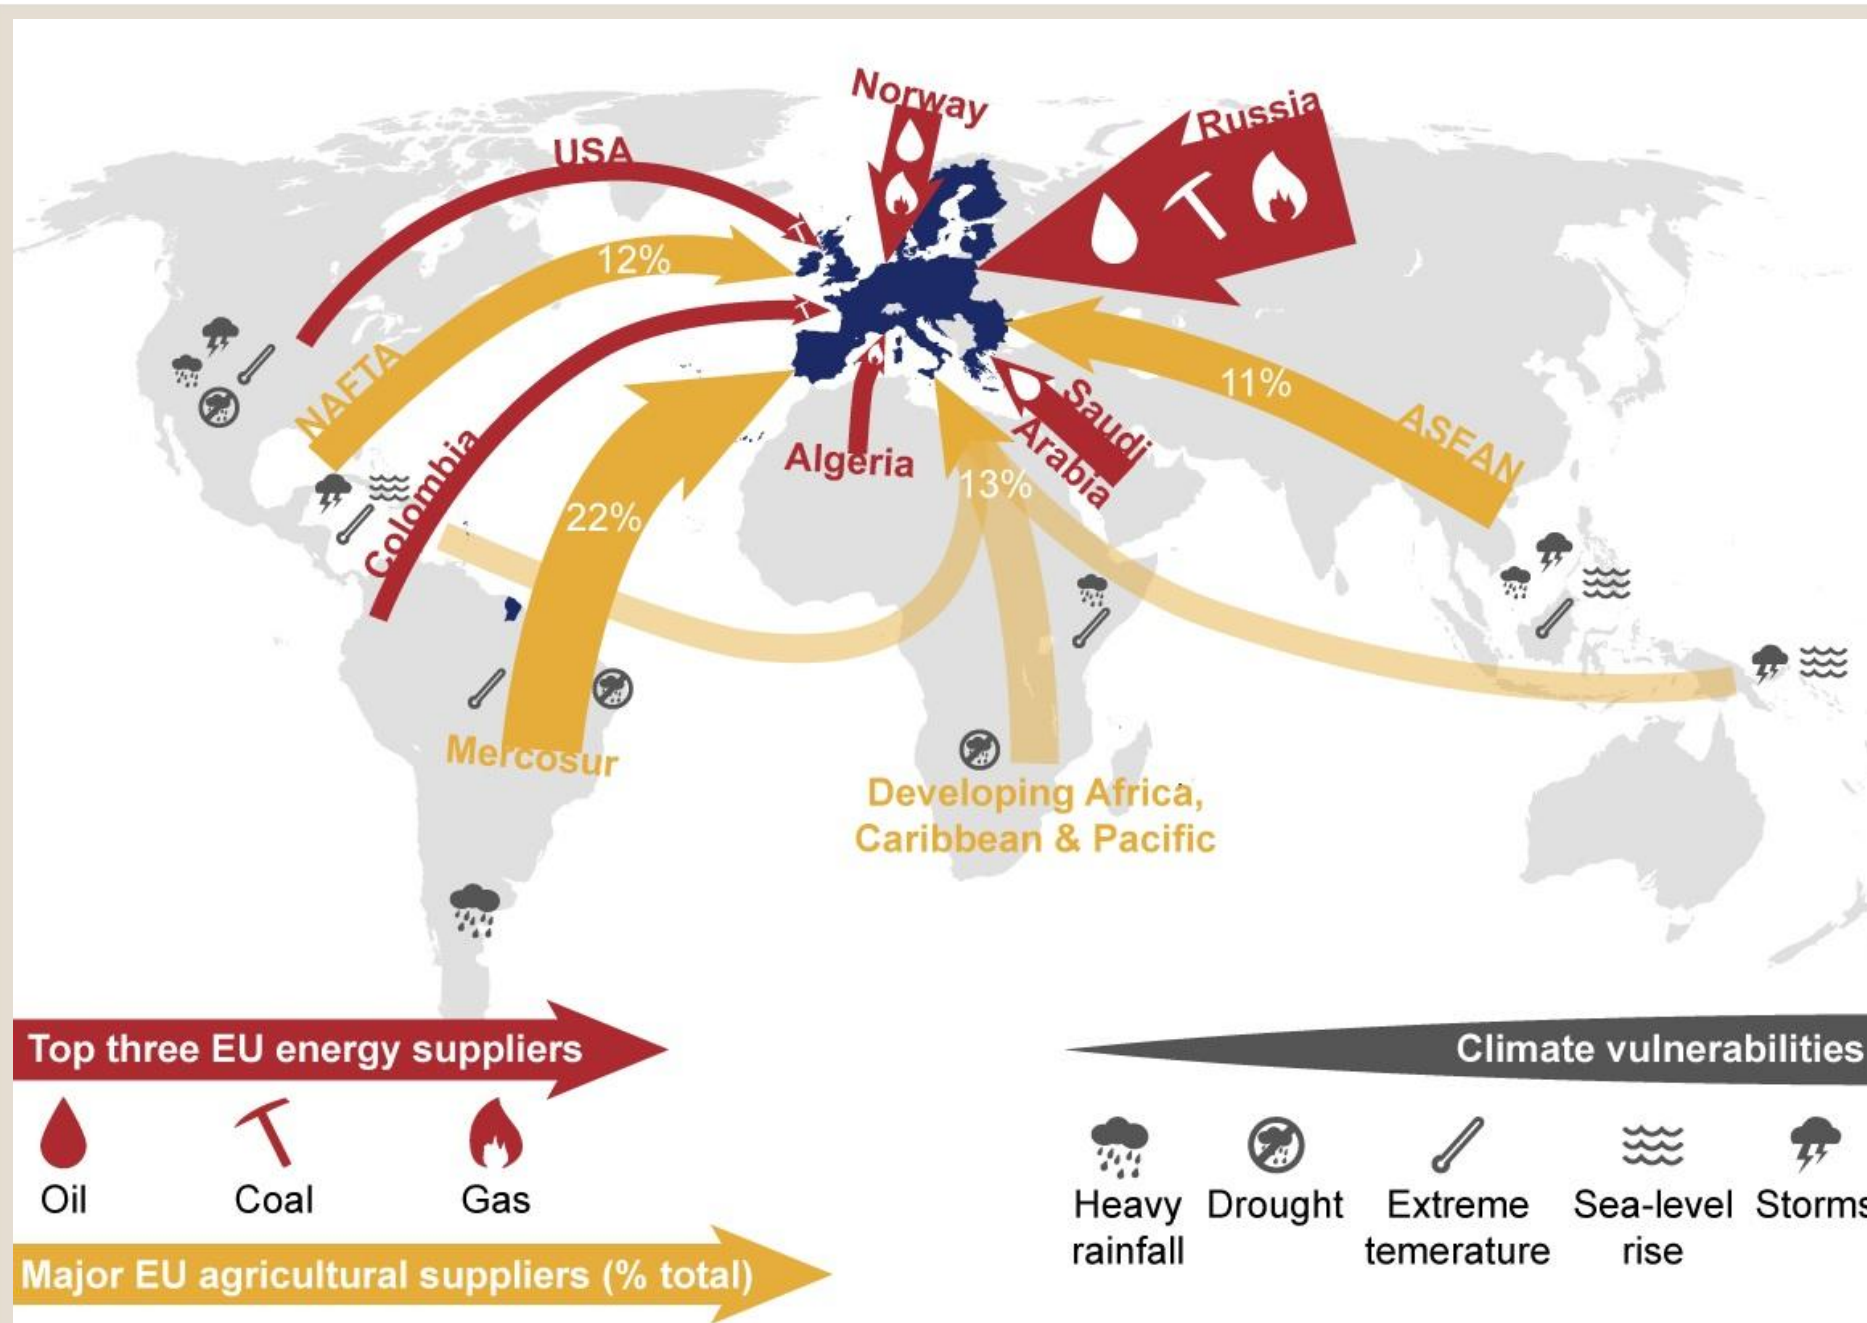 Norway
Russia
USA
12%
NAFTA
11%
ASEAN
Saudi
Arabia
Algeria
13%
Colombia
22%
Mercosur
Developing Africa,
Caribbean & Pacific
Top three EU energy suppliers
Oil
Coal
Gas
Major EU agricultural suppliers (% total)
Climate vulnerabilities
Heavy
rainfall
Drought
Extreme
temerature
Sea-level
rise
Storms